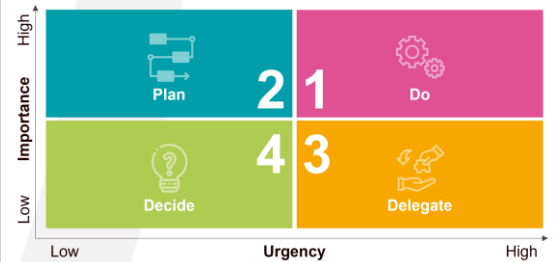 High
Importance
Low
Plan
2
1
Do
Decide
4
3
Delegate
?
Low
Urgency
High